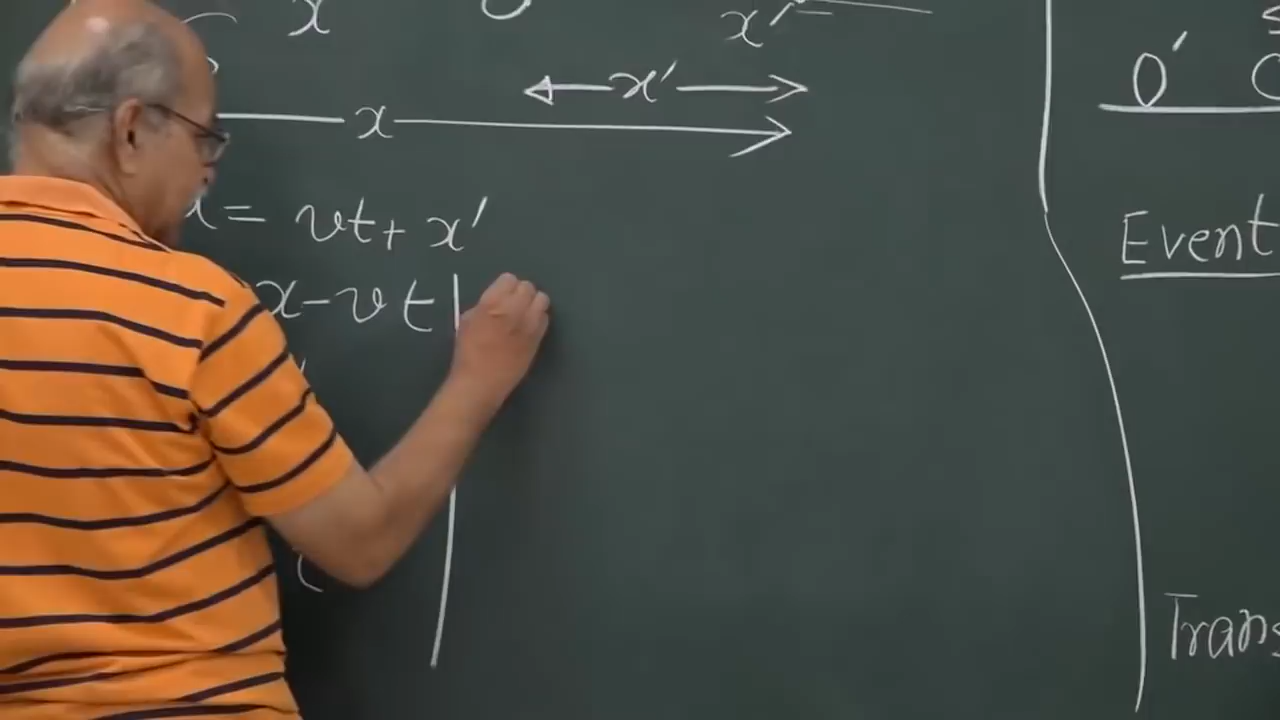 x
x'
x'
x
x = vt + x'
x - vt
O'
Event
Trans